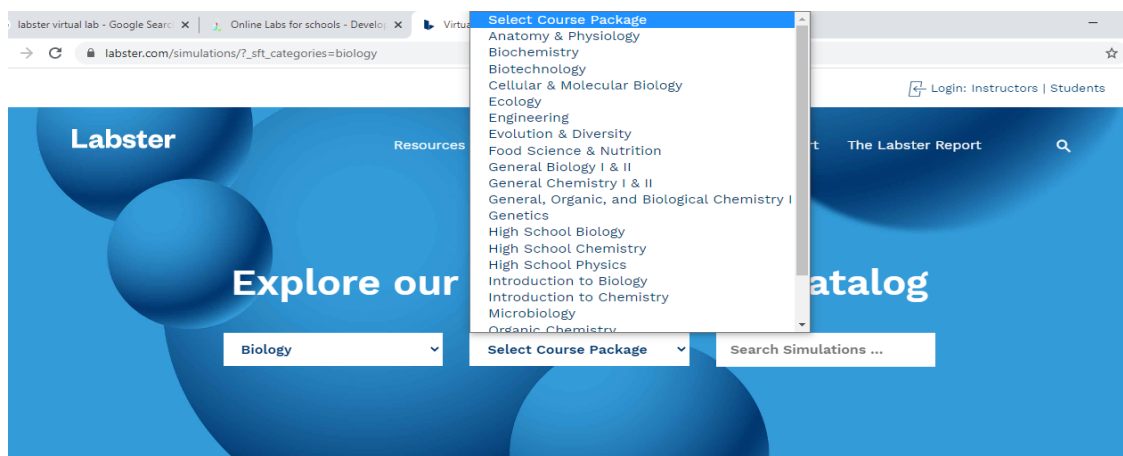 labster virtual lab - Google Searc
Online Labs for schools - Develop
Virtua
labster.com/simulations/?_sft_categories=biology
Login: Instructors | Students
Labster
Resources
The Labster Report
Explore our
atalog
Biology
Select Course Package
Search Simulations ...
Select Course Package
Anatomy & Physiology
Biochemistry
Biotechnology
Cellular & Molecular Biology
Ecology
Engineering
Evolution & Diversity
Food Science & Nutrition
General Biology I & II
General Chemistry I & II
General, Organic, and Biological Chemistry I
Genetics
High School Biology
High School Chemistry
High School Physics
Introduction to Biology
Introduction to Chemistry
Microbiology
Organic Chemistry